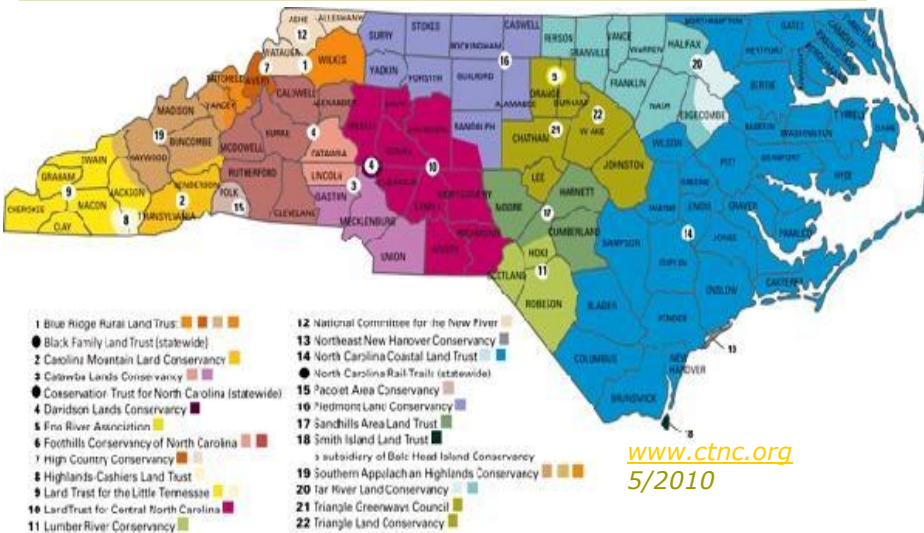 ASHE ALLEGHANY
12
SURRY STOKES ROCKINGHAM CASWELL PERSON GRANVILLE VANCE WARREN HALIFAX NORTHAMPTON GATES
WATAUGA WILKES
7 1
YADKIN FORSYTH GUILFORD 16 ALAMANCE ORANGE DURHAM FRANKLIN NASH EDGECOMBE HERTFORD BERTIE
20
MITCHELL AVERY YANCEY CALDWELL ALEXANDER
5 22
MADISON BUNCOMBE HAYWOOD 19
BURKE MCDOWELL 4 CATAWBA
RANDOLPH CHATHAM 21 WAKE JOHNSTON WILSON PITT MARTIN WASHINGTON TYRRELL DARE
SWAIN GRAHAM 9 MACON JACKSON HENDERSON 2 TRANSYLVANIA POLK 15 RUTHERFORD CLEVELAND LINCOLN GASTON 3 4 10
CHEROKEE CLAY 8
MECKLENBURG UNION MONTGOMERY RICHMOND MOORE LEE HARNETT 17 CUMBERLAND HOKE SCOTLAND 11 ROBESON
HYDE WAYNE LENOIR CRAVEN PAMLICO SAMPSON 14 JONES DUPLIN ONSLOW CARTERET
BLADEN PENDER COLUMBUS NEW HANOVER BRUNSWICK
13
18
1 Blue Ridge Rural Land Trust
Black Family Land Trust (statewide)
2 Carolina Mountain Land Conservancy
3 Catawba Lands Conservancy
Conservation Trust for North Carolina (statewide)
4 Davidson Lands Conservancy
5 Eno River Association
6 Foothills Conservancy of North Carolina
7 High Country Conservancy
8 Highlands-Cashiers Land Trust
9 Land Trust for the Little Tennessee
10 LandTrust for Central North Carolina
11 Lumber River Conservancy
12 National Committee for the New River
13 Northeast New Hanover Conservancy
14 North Carolina Coastal Land Trust
North Carolina Rail-Trails (statewide)
15 Pacolet Area Conservancy
16 Piedmont Land Conservancy
17 Sandhills Area Land Trust
18 Smith Island Land Trust
a subsidiary of Bald Head Island Conservancy
19 Southern Appalachian Highlands Conservancy
20 Tar River Land Conservancy
21 Triangle Greenways Council
22 Triangle Land Conservancy
www.ctnc.org
5/2010